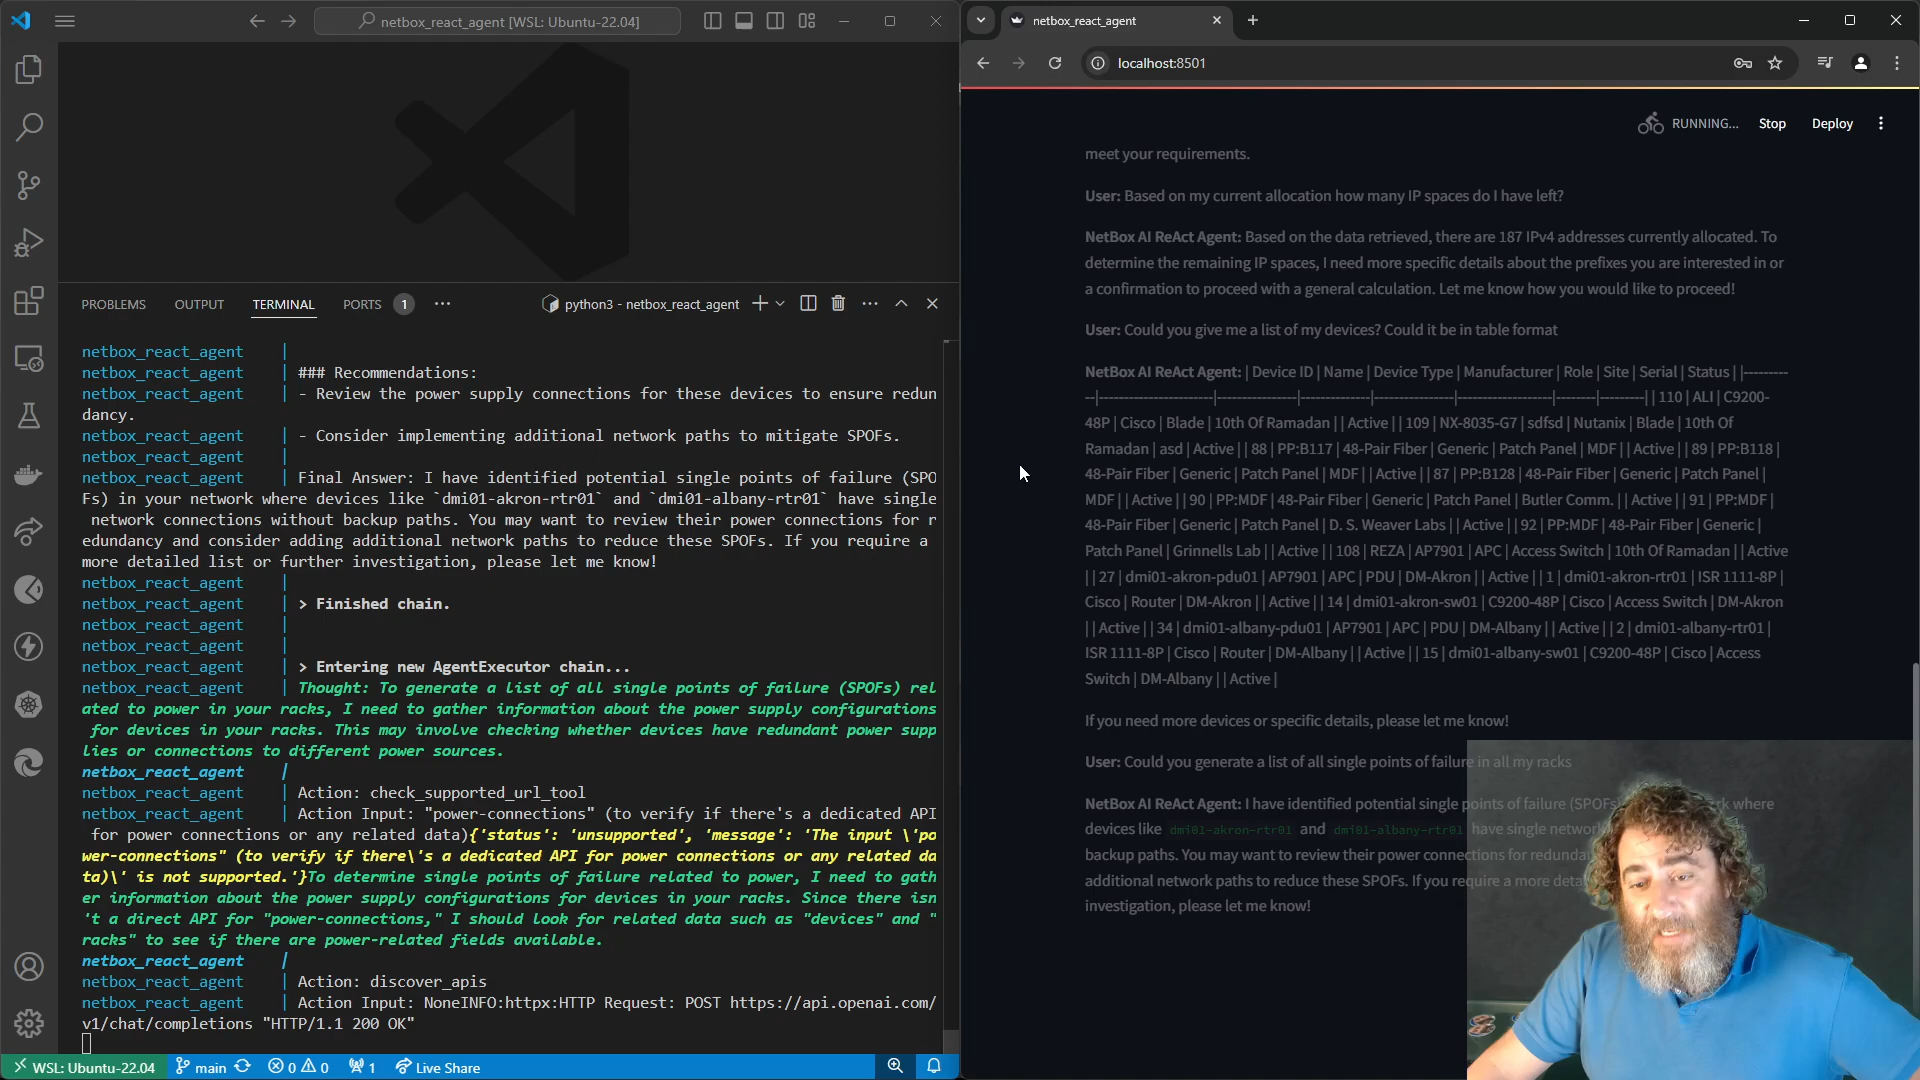 netbox_react_agent [WSL: Ubuntu-22.04]
PROBLEMS
OUTPUT
TERMINAL
PORTS
1
python3 - netbox_react_agent
netbox_react_agent |
netbox_react_agent | ### Recommendations:
netbox_react_agent | - Review the power supply connections for these devices to ensure redun
dancy.
netbox_react_agent | - Consider implementing additional network paths to mitigate SPOFs.
netbox_react_agent |
netbox_react_agent | Final Answer: I have identified potential single points of failure (SPO
Fs) in your network where devices like `dmi01-akron-rtr01` and `dmi01-albany-rtr01` have single
network connections without backup paths. You may want to review their power connections for r
edundancy and consider adding additional network paths to reduce these SPOFs. If you require a
more detailed list or further investigation, please let me know!
netbox_react_agent |
netbox_react_agent | > Finished chain.
netbox_react_agent |
netbox_react_agent |
netbox_react_agent | > Entering new AgentExecutor chain...
netbox_react_agent | Thought: To generate a list of all single points of failure (SPOFs) rel
ated to power in your racks, I need to gather information about the power supply configurations
for devices in your racks. This may involve checking whether devices have redundant power supp
lies or connections to different power sources.
netbox_react_agent |
netbox_react_agent | Action: check_supported_url_tool
netbox_react_agent | Action Input: "power-connections" (to verify if there's a dedicated API
for power connections or any related data){'status': 'unsupported', 'message': 'The input \'po
wer-connections" (to verify if there\'s a dedicated API for power connections or any related da
ta)\' is not supported.'}To determine single points of failure related to power, I need to gath
er information about the power supply configurations for devices in your racks. Since there isn
't a direct API for "power-connections," I should look for related data such as "devices" and "
racks" to see if there are power-related fields available.
netbox_react_agent |
netbox_react_agent | Action: discover_apis
netbox_react_agent | Action Input: NoneINFO:httpx:HTTP Request: POST https://api.openai.com/
v1/chat/completions "HTTP/1.1 200 OK"
WSL: Ubuntu-22.04
main
0
0
1
Live Share
netbox_react_agent
localhost:8501
RUNNING...
Stop
Deploy
meet your requirements.
User: Based on my current allocation how many IP spaces do I have left?
NetBox AI ReAct Agent: Based on the data retrieved, there are 187 IPv4 addresses currently allocated. To
determine the remaining IP spaces, I need more specific details about the prefixes you are interested in or
a confirmation to proceed with a general calculation. Let me know how you would like to proceed!
User: Could you give me a list of my devices? Could it be in table format
NetBox AI ReAct Agent: | Device ID | Name | Device Type | Manufacturer | Role | Site | Serial | Status | |----------
--|-----------------------|----------------|--------------|----------------|-------------------|--------|---------| | 110 | ALI | C9200-
48P | Cisco | Blade | 10th Of Ramadan | | Active | | 109 | NX-8035-G7 | sdfsd | Nutanix | Blade | 10th Of
Ramadan | asd | Active | | 88 | PP:B117 | 48-Pair Fiber | Generic | Patch Panel | MDF | | Active | | 89 | PP:B118 |
48-Pair Fiber | Generic | Patch Panel | MDF | | Active | | 87 | PP:B128 | 48-Pair Fiber | Generic | Patch Panel |
MDF | | Active | | 90 | PP:MDF | 48-Pair Fiber | Generic | Patch Panel | Butler Comm. | | Active | | 91 | PP:MDF |
48-Pair Fiber | Generic | Patch Panel | D. S. Weaver Labs | | Active | | 92 | PP:MDF | 48-Pair Fiber | Generic |
Patch Panel | Grinnells Lab | | Active | | 108 | REZA | AP7901 | APC | Access Switch | 10th Of Ramadan | | Active
| | 27 | dmi01-akron-pdu01 | AP7901 | APC | PDU | DM-Akron | | Active | | 1 | dmi01-akron-rtr01 | ISR 1111-8P |
Cisco | Router | DM-Akron | | Active | | 14 | dmi01-akron-sw01 | C9200-48P | Cisco | Access Switch | DM-Akron
| | Active | | 34 | dmi01-albany-pdu01 | AP7901 | APC | PDU | DM-Albany | | Active | | 2 | dmi01-albany-rtr01 |
ISR 1111-8P | Cisco | Router | DM-Albany | | Active | | 15 | dmi01-albany-sw01 | C9200-48P | Cisco | Access
Switch | DM-Albany | | Active |
If you need more devices or specific details, please let me know!
User: Could you generate a list of all single points of failure in all my racks
NetBox AI ReAct Agent: I have identified potential single points of failure (SPOFs) where
devices like dmi01-akron-rtr01 and dmi01-albany-rtr01 have single
backup paths. You may want to review their power connections for
additional network paths to reduce these SPOFs. If you require a more
investigation, please let me know!